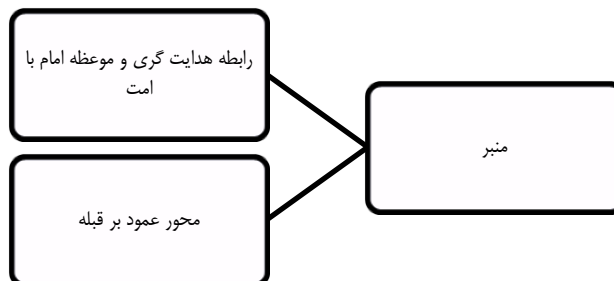 منبر
رابطه هدایت گری و موعظه امام با
امت
محور عمود بر قبله